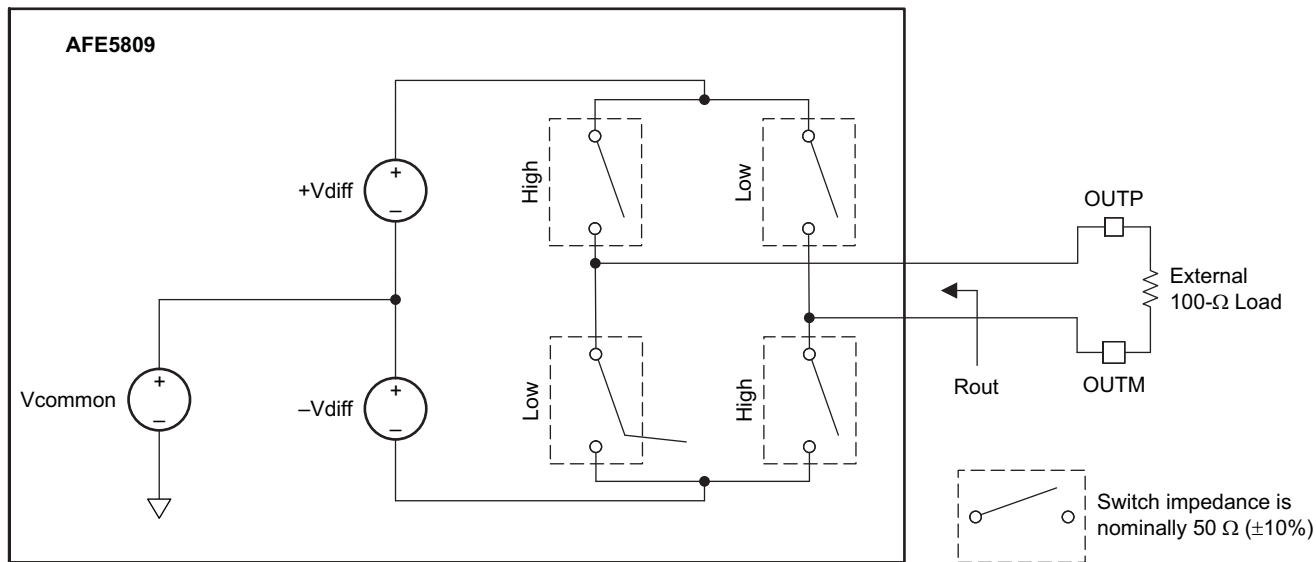 AFE5809
+Vdiff
High
Low
OUTP
External
100-Ω Load
Vcommon
–Vdiff
Low
High
Rout
OUTM
Switch impedance is
nominally 50 Ω (±10%)
+
–
+
–
+
–